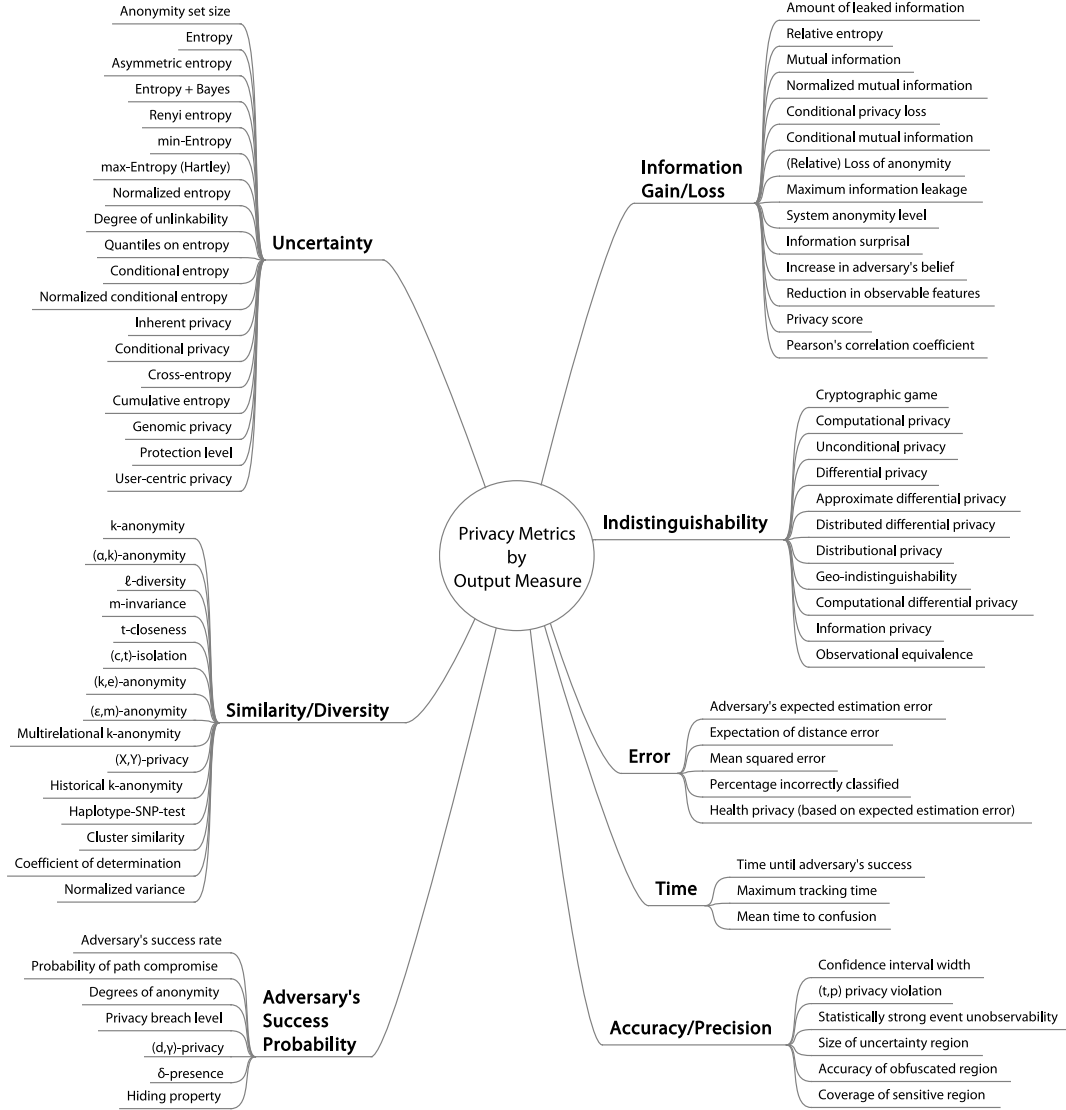 Privacy Metrics
by
Output Measure
Uncertainty
Anonymity set size
Entropy
Asymmetric entropy
Entropy + Bayes
Renyi entropy
min-Entropy
max-Entropy (Hartley)
Normalized entropy
Degree of unlinkability
Quantiles on entropy
Conditional entropy
Normalized conditional entropy
Inherent privacy
Conditional privacy
Cross-entropy
Cumulative entropy
Genomic privacy
Protection level
User-centric privacy
Similarity/Diversity
k-anonymity
(α,k)-anonymity
ℓ-diversity
m-invariance
t-closeness
(c,t)-isolation
(k,e)-anonymity
(ε,m)-anonymity
Multirelational k-anonymity
(X,Y)-privacy
Historical k-anonymity
Haplotype-SNP-test
Cluster similarity
Coefficient of determination
Normalized variance
Adversary's
Success
Probability
Adversary's success rate
Probability of path compromise
Degrees of anonymity
Privacy breach level
(d,γ)-privacy
δ-presence
Hiding property
Information
Gain/Loss
Amount of leaked information
Relative entropy
Mutual information
Normalized mutual information
Conditional privacy loss
Conditional mutual information
(Relative) Loss of anonymity
Maximum information leakage
System anonymity level
Information surprisal
Increase in adversary's belief
Reduction in observable features
Privacy score
Pearson's correlation coefficient
Indistinguishability
Cryptographic game
Computational privacy
Unconditional privacy
Differential privacy
Approximate differential privacy
Distributed differential privacy
Distributional privacy
Geo-indistinguishability
Computational differential privacy
Information privacy
Observational equivalence
Error
Adversary's expected estimation error
Expectation of distance error
Mean squared error
Percentage incorrectly classified
Health privacy (based on expected estimation error)
Time
Time until adversary's success
Maximum tracking time
Mean time to confusion
Accuracy/Precision
Confidence interval width
(t,p) privacy violation
Statistically strong event unobservability
Size of uncertainty region
Accuracy of obfuscated region
Coverage of sensitive region